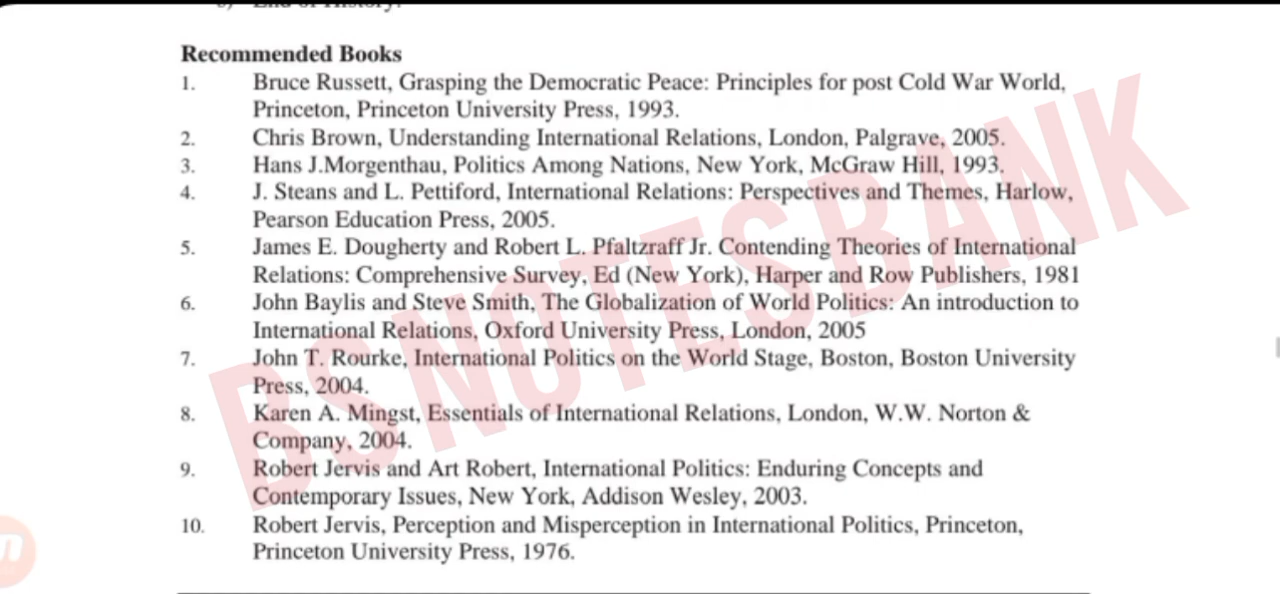 End of History.
Recommended Books
1. Bruce Russett, Grasping the Democratic Peace: Principles for post Cold War World,
Princeton, Princeton University Press, 1993.
2. Chris Brown, Understanding International Relations, London, Palgrave, 2005.
3. Hans J.Morgenthau, Politics Among Nations, New York, McGraw Hill, 1993.
4. J. Steans and L. Pettiford, International Relations: Perspectives and Themes, Harlow,
Pearson Education Press, 2005.
5. James E. Dougherty and Robert L. Pfaltzraff Jr. Contending Theories of International
Relations: Comprehensive Survey, Ed (New York), Harper and Row Publishers, 1981
6. John Baylis and Steve Smith, The Globalization of World Politics: An introduction to
International Relations, Oxford University Press, London, 2005
7. John T. Rourke, International Politics on the World Stage, Boston, Boston University
Press, 2004.
8. Karen A. Mingst, Essentials of International Relations, London, W.W. Norton &
Company, 2004.
9. Robert Jervis and Art Robert, International Politics: Enduring Concepts and
Contemporary Issues, New York, Addison Wesley, 2003.
10. Robert Jervis, Perception and Misperception in International Politics, Princeton,
Princeton University Press, 1976.
BSNOTESBANK